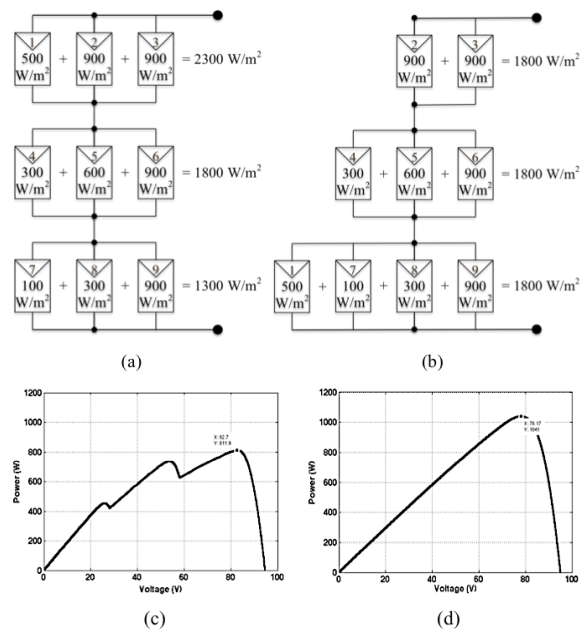 1 2 3
500 + 900 + 900 = 2300 W/m²
W/m² W/m² W/m²
4 5 6
300 + 600 + 900 = 1800 W/m²
W/m² W/m² W/m²
7 8 9
100 + 300 + 900 = 1300 W/m²
W/m² W/m² W/m²
(a)
2 3
900 + 900 = 1800 W/m²
W/m² W/m²
4 5 6
300 + 600 + 900 = 1800 W/m²
W/m² W/m² W/m²
1 7 8 9
500 + 100 + 300 + 900 = 1800 W/m²
W/m² W/m² W/m² W/m²
(b)
1200
1000
800
600
400
200
0
Power (W)
X: 82.7
Y: 811.9
0 20 40 60 80 100
Voltage (V)
(c)
1200
1000
800
600
400
200
0
Power (W)
X: 78.17
Y: 1041
0 20 40 60 80 100
Voltage (V)
(d)